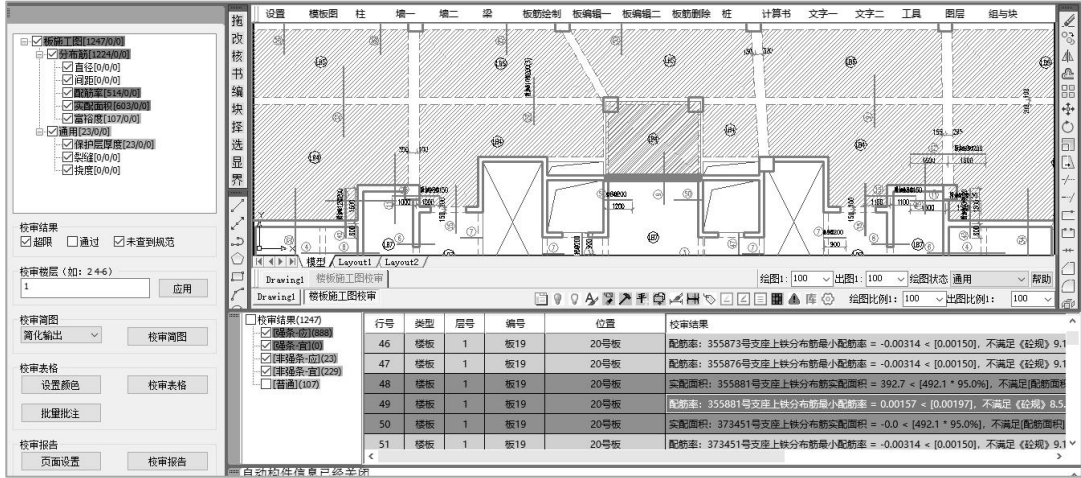 设置 模板图 柱 墙一 墙二 梁 板筋绘制 板编辑一 板编辑二 板筋删除 桩 计算书 文字一 文字二 工具 图层 组与块
拖
改
核
书
编
块
择
选
显
界
板施工图[1247/0/0]
分布筋[1224/0/0]
直径[0/0/0]
间距[0/0/0]
配筋率[514/0/0]
实配面积[603/0/0]
富裕度[107/0/0]
通用[23/0/0]
保护层厚度[23/0/0]
裂缝[0/0/0]
挠度[0/0/0]
校审结果
超限 通过 未查到规范
校审楼层（如：246）
1 应用
校审简图
简化输出 校审简图
校审表格
设置颜色 校审表格
批量批注
校审报告
页面设置 校审报告
模型 Layout1 Layout2
Drawing1 楼板施工图校审 绘图1: 100 出图1: 100 绘图状态 通用 帮助
Drawing1 楼板施工图校审 绘图比例1: 100 出图比例1: 100
校审结果(1247)
[强条-应](888)
[强条-宜](0)
[非强条-应](23)
[非强条-宜](229)
[普通](107)
行号 类型 层号 编号 位置 校审结果
46 楼板 1 板19 20号板 配筋率: 355873号支座上铁分布筋最小配筋率 = -0.00314 < [0.00150], 不满足《砼规》9.1
47 楼板 1 板19 20号板 配筋率: 355876号支座上铁分布筋最小配筋率 = -0.00314 < [0.00150], 不满足《砼规》9.1
48 楼板 1 板19 20号板 实配面积: 355881号支座上铁分布筋实配面积 = 392.7 < [492.1 * 95.0%], 不满足[配筋面积
49 楼板 1 板19 20号板 配筋率: 355881号支座上铁分布筋最小配筋率 = 0.00157 < [0.00197], 不满足《砼规》8.5.
50 楼板 1 板19 20号板 实配面积: 373451号支座上铁分布筋实配面积 = -0.0 < [492.1 * 95.0%], 不满足[配筋面积
51 楼板 1 板19 20号板 配筋率: 373451号支座上铁分布筋最小配筋率 = -0.00314 < [0.00150], 不满足《砼规》9.1
自动构件信息已经关闭